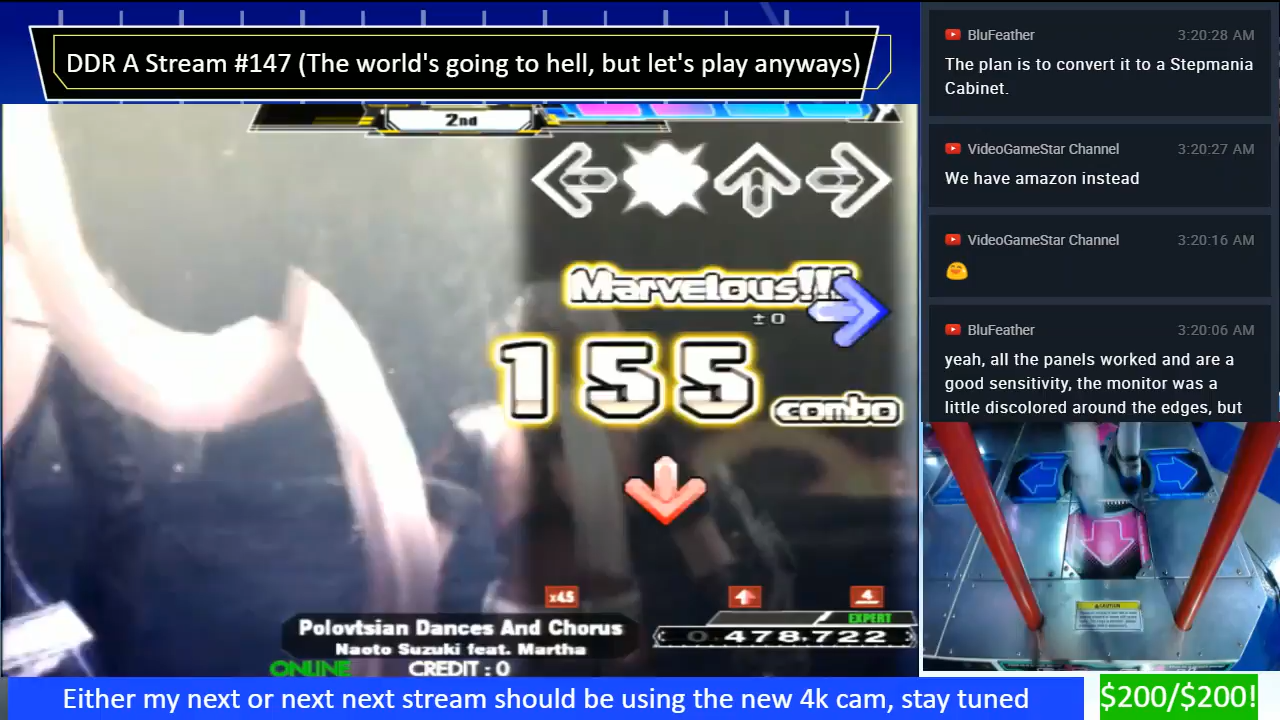 DDR A Stream #147 (The world's going to hell, but let's play anyways)
2nd
Marvelous!!!
±0
155
combo
x4.5
EXPERT
0.478.722
Polovtsian Dances And Chorus
Naoto Suzuki feat. Martha
ONLINE CREDIT : 0
BluFeather 3:20:28 AM
The plan is to convert it to a Stepmania
Cabinet.
VideoGameStar Channel 3:20:27 AM
We have amazon instead
VideoGameStar Channel 3:20:16 AM
BluFeather 3:20:06 AM
yeah, all the panels worked and are a
good sensitivity, the monitor was a
little discolored around the edges, but
CAUTION
Either my next or next next stream should be using the new 4k cam, stay tuned
$200/$200!